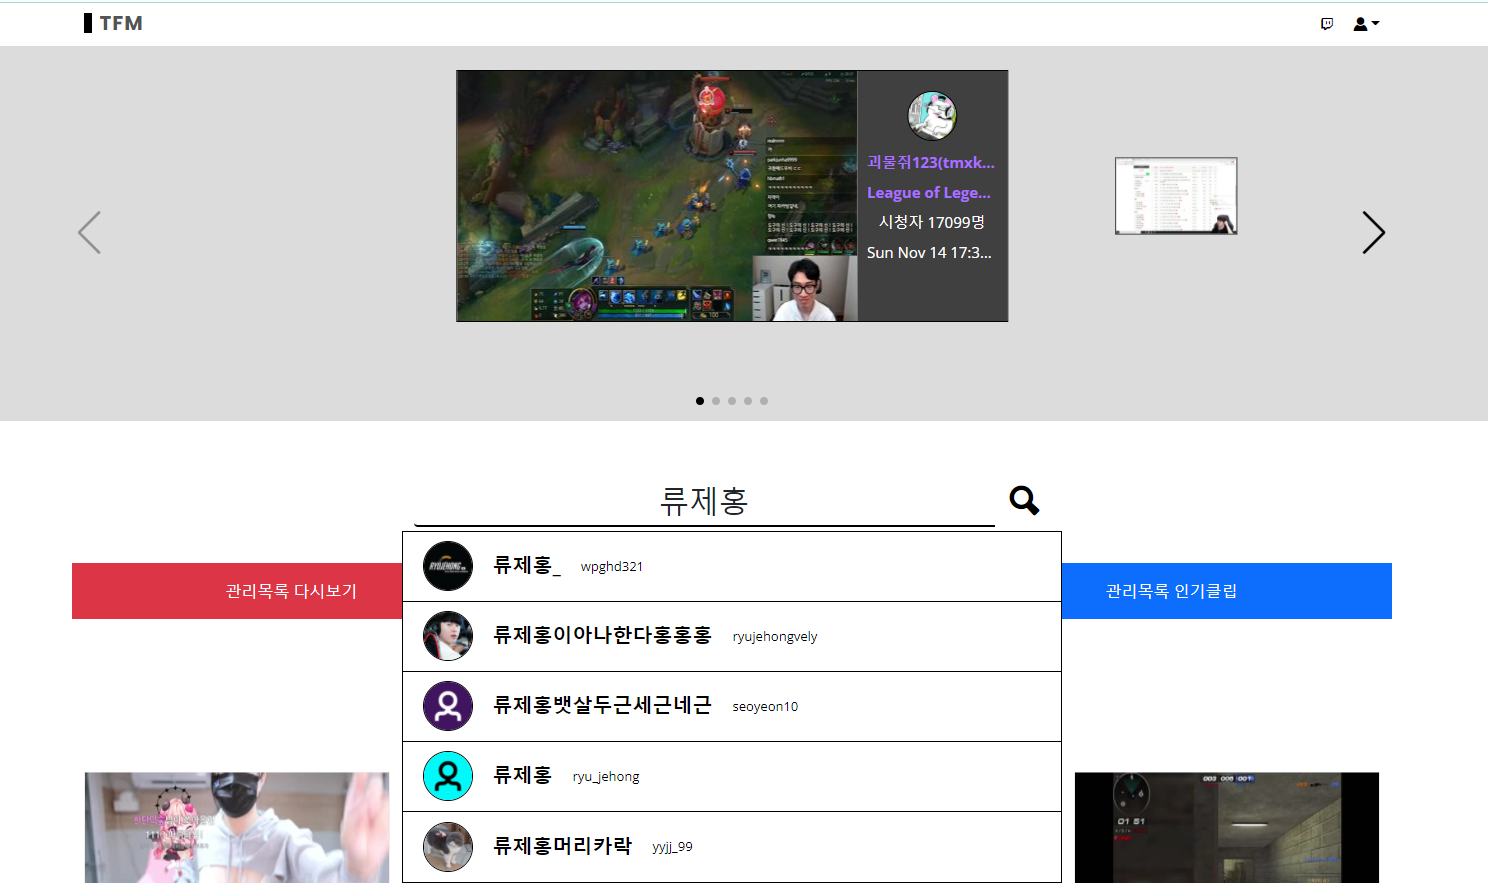 TFM
괴물쥐123(tmxk...
League of Lege...
시청자 17099명
Sun Nov 14 17:3...
류제홍
류제홍_ wpghd321
류제홍이아나한다홍홍홍 ryujehongvely
류제홍뱃살두근세근네근 seoyeon10
류제홍 ryu_jehong
류제홍머리카락 yyjj_99
관리목록 다시보기
관리목록 인기클립